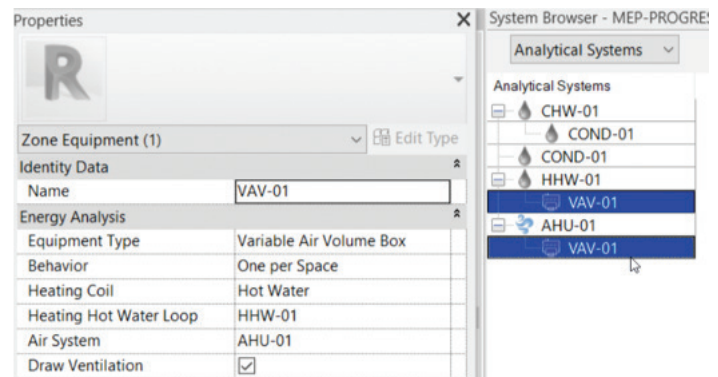 Properties
R
Zone Equipment (1)
Edit Type
Identity Data
Name VAV-01
Energy Analysis
Equipment Type Variable Air Volume Box
Behavior One per Space
Heating Coil Hot Water
Heating Hot Water Loop HHW-01
Air System AHU-01
Draw Ventilation
System Browser - MEP-PROGRES
Analytical Systems
Analytical Systems
CHW-01
COND-01
COND-01
HHW-01
VAV-01
AHU-01
VAV-01